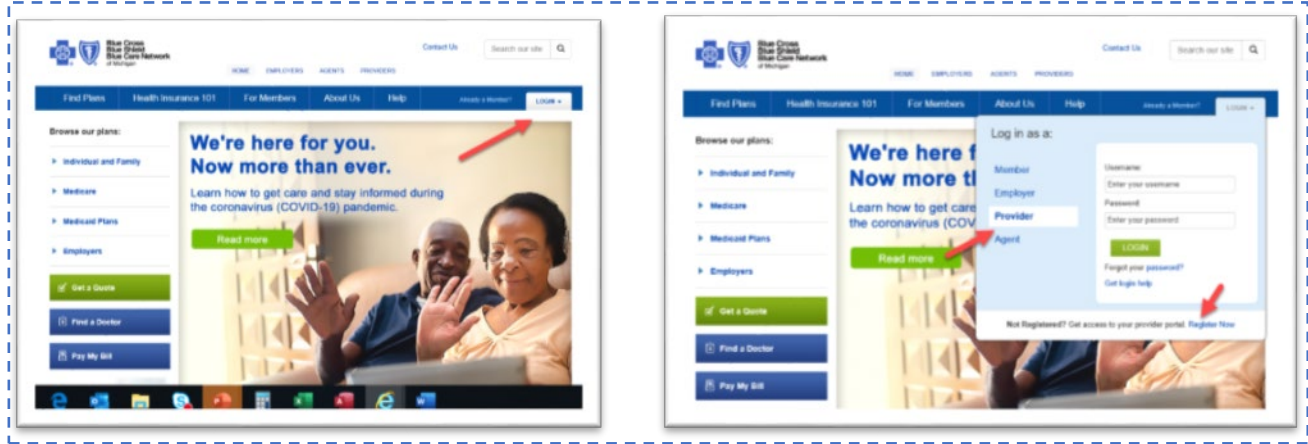 Blue Cross
Blue Shield
Blue Care Network
of Michigan
Contact Us
Search our site
HOME EMPLOYERS AGENTS PROVIDERS
Find Plans Health Insurance 101 For Members About Us Help Already a Member? LOGIN
Browse our plans:
Individual and Family
Medicare
Medicaid Plans
Employers
Get a Quote
Find a Doctor
Pay My Bill
We're here for you.
Now more than ever.
Learn how to get care and stay informed during
the coronavirus (COVID-19) pandemic.
Read more
Blue Cross
Blue Shield
Blue Care Network
of Michigan
Contact Us
Search our site
HOME EMPLOYERS AGENTS PROVIDERS
Find Plans Health Insurance 101 For Members About Us Help Already a Member? LOGIN
Browse our plans:
Individual and Family
Medicare
Medicaid Plans
Employers
Get a Quote
Find a Doctor
Pay My Bill
We're here f
Now more t
Learn how to get care
the coronavirus (COV
Read more
Log in as a:
Member
Employer
Provider
Agent
Username
Enter your username
Password
Enter your password
LOGIN
Forgot your password?
Get login help
Not Registered? Get access to your provider portal. Register Now